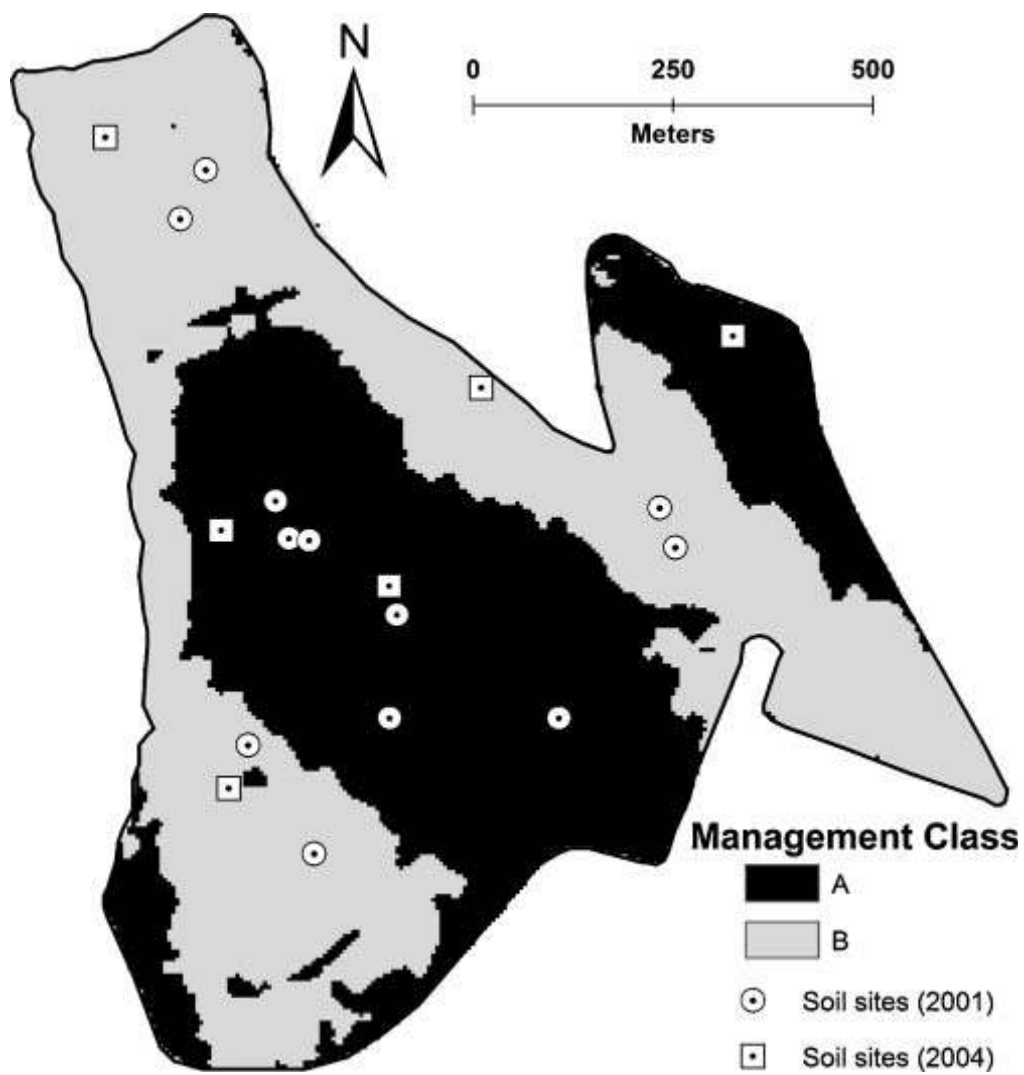 N
0 250 500
Meters
Management Class
A
B
Soil sites (2001)
Soil sites (2004)